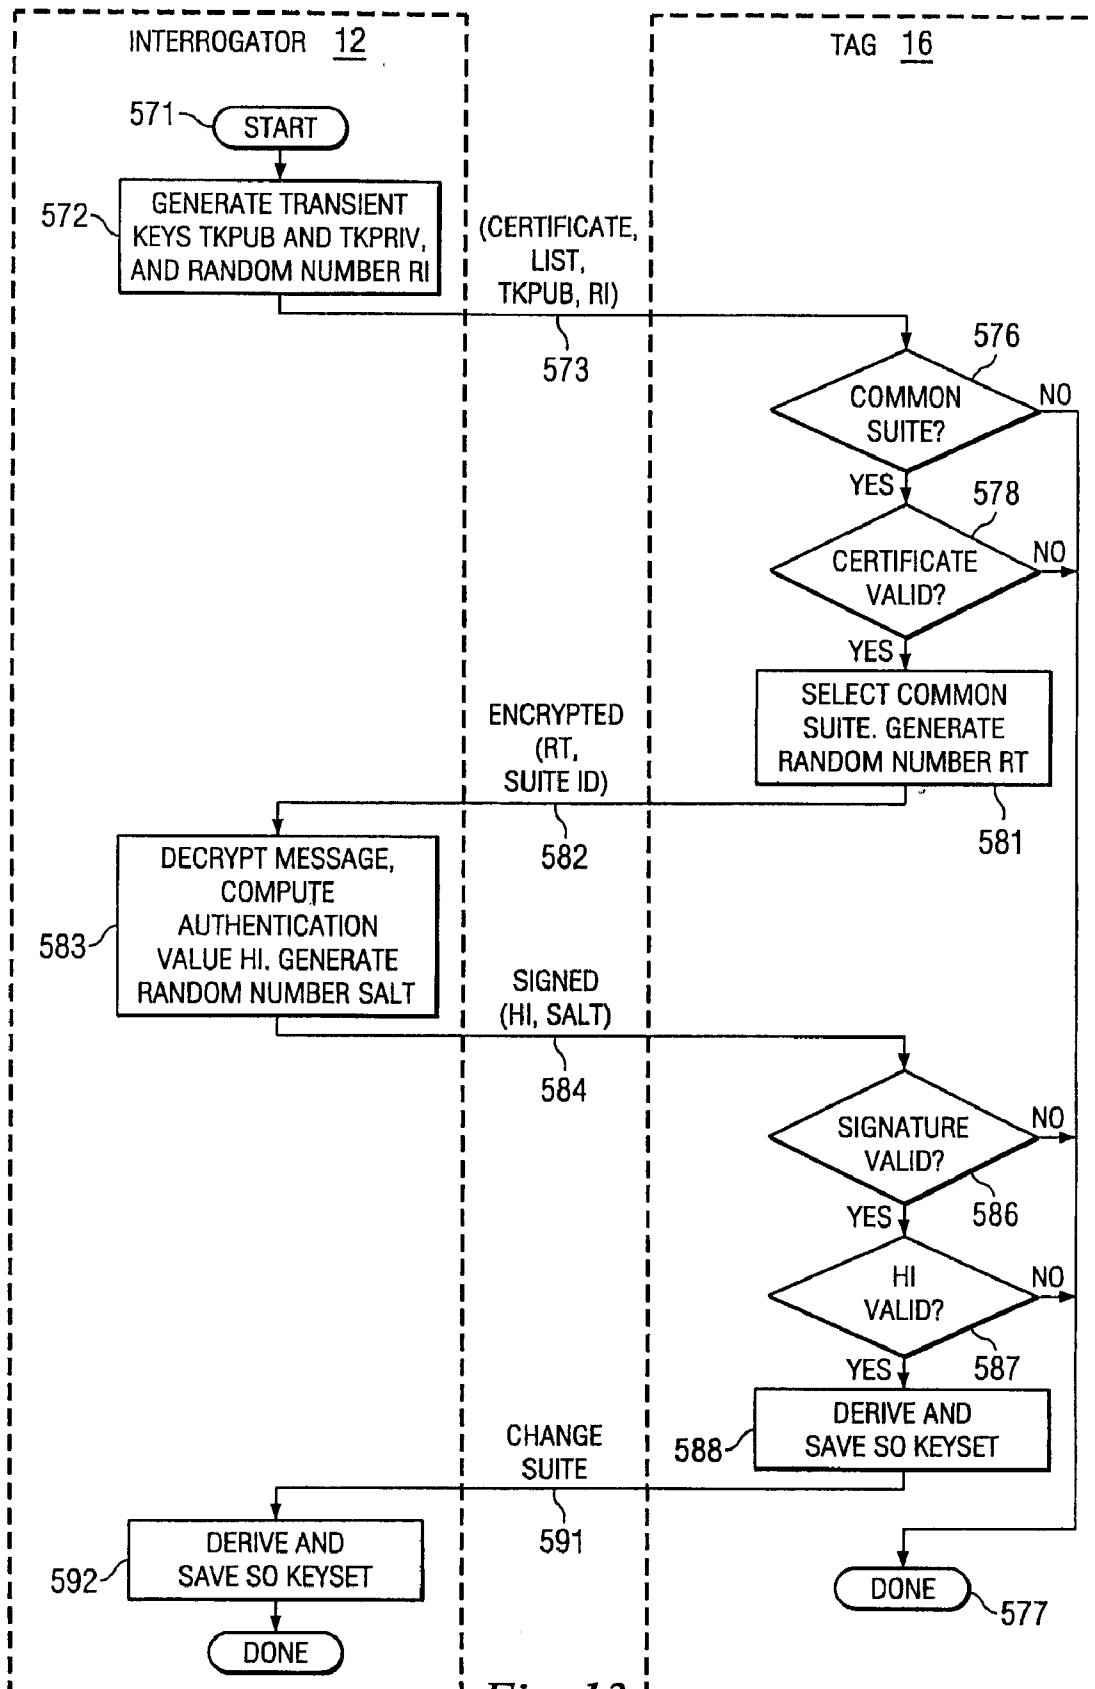 INTERROGATOR 12
TAG 16
571
START
572
GENERATE TRANSIENT
KEYS TKPUB AND TKPRIV,
AND RANDOM NUMBER RI
(CERTIFICATE,
LIST,
TKPUB, RI)
573
576
COMMON
SUITE?
NO
YES
578
CERTIFICATE
VALID?
NO
YES
SELECT COMMON
SUITE. GENERATE
RANDOM NUMBER RT
581
ENCRYPTED
(RT,
SUITE ID)
582
583
DECRYPT MESSAGE,
COMPUTE
AUTHENTICATION
VALUE HI. GENERATE
RANDOM NUMBER SALT
SIGNED
(HI, SALT)
584
SIGNATURE
VALID?
NO
586
YES
HI
VALID?
NO
587
YES
588
DERIVE AND
SAVE SO KEYSET
CHANGE
SUITE
591
592
DERIVE AND
SAVE SO KEYSET
DONE
577
DONE